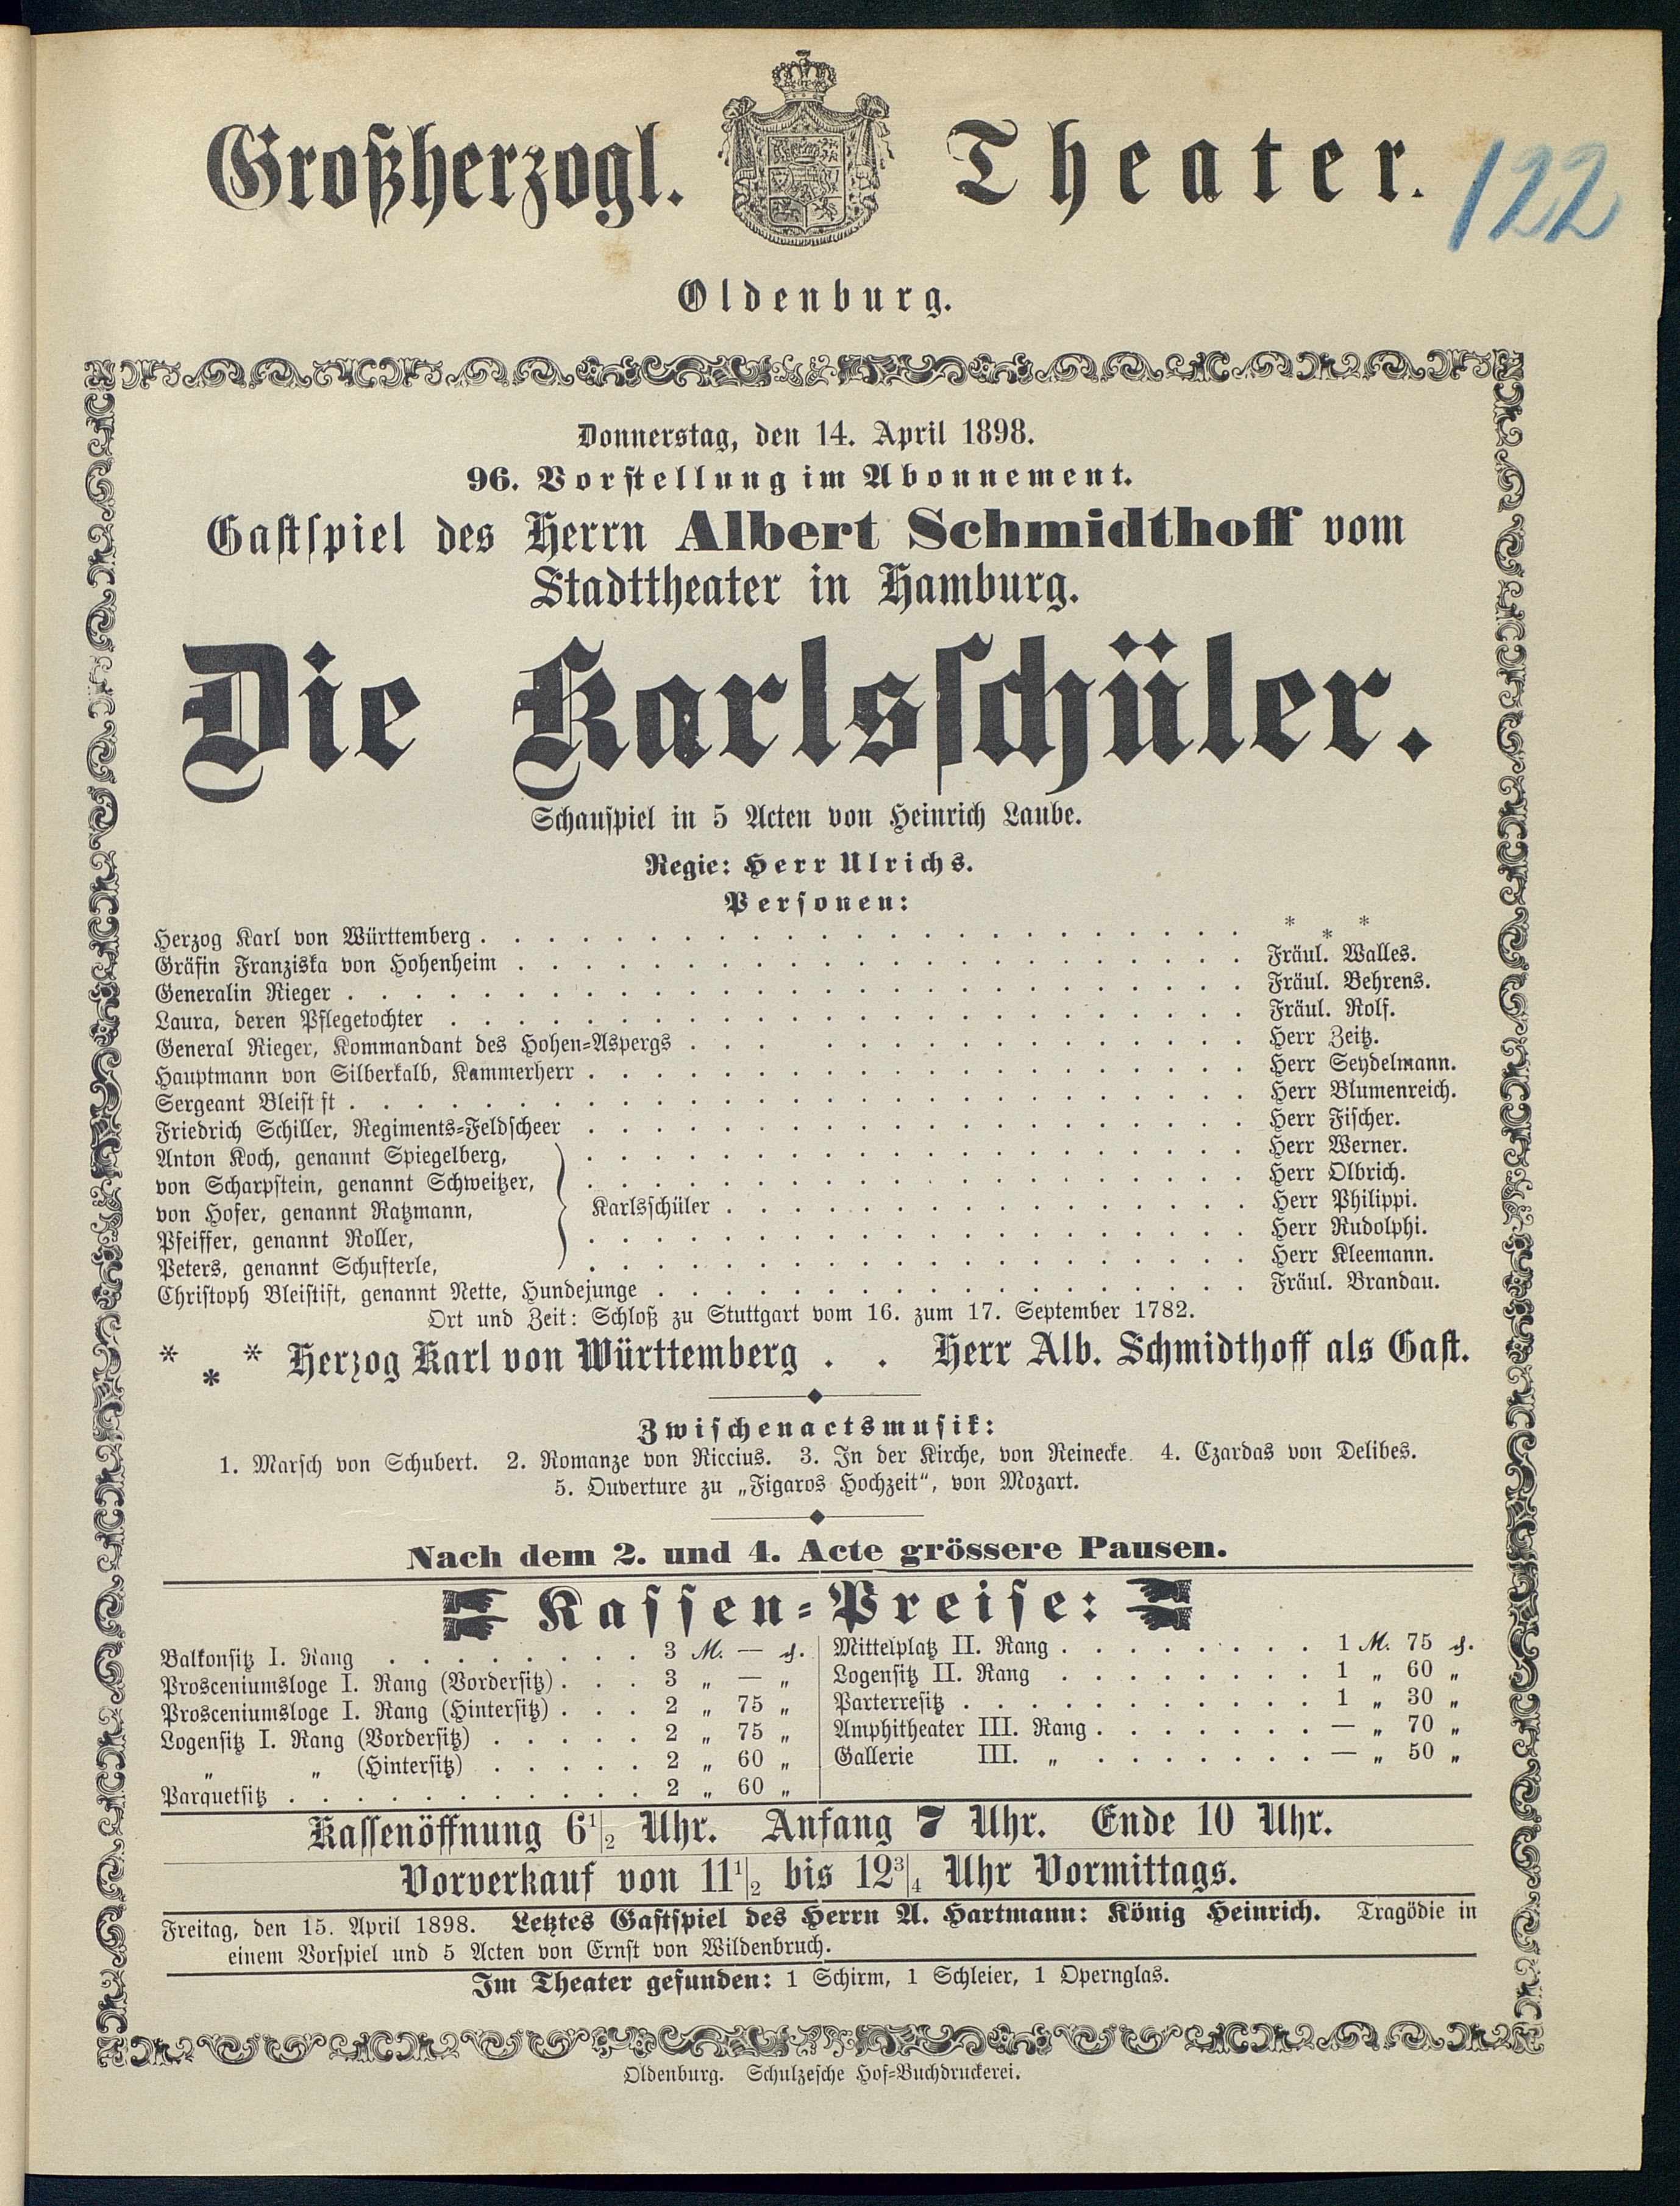 Großherzogl. Theater.
122
Oldenburg.
Donnerstag, den 14. April 1898.
96. Vorstellung im Abonnement.
Gastspiel des Herrn Albert Schmidthoff vom
Stadttheater in Hamburg.
Die Karlsschüler.
Schauspiel in 5 Acten von Heinrich Laube.
Regie: Herr Ulrichs.
Personen:
Herzog Karl von Württemberg . . . * * *
Gräfin Franziska von Hohenheim . . . Fräul. Walles.
Generalin Rieger . . . Fräul. Behrens.
Laura, deren Pflegetochter . . . Fräul. Rolf.
General Rieger, Kommandant des Hohen-Aspergs . . . Herr Zeitz.
Hauptmann von Silberkalb, Kammerherr . . . Herr Seydelmann.
Sergeant Bleistift . . . Herr Blumenreich.
Friedrich Schiller, Regiments-Feldscheer . . . Herr Fischer.
Anton Koch, genannt Spiegelberg, . . . Herr Werner.
von Scharpstein, genannt Schweitzer, . . . Herr Olbrich.
von Hofer, genannt Ratzmann, } Karlsschüler . . . Herr Philippi.
Pfeiffer, genannt Roller, . . . Herr Rudolphi.
Peters, genannt Schufterle, . . . Herr Kleemann.
Christoph Bleistift, genannt Nette, Hundejunge . . . Fräul. Brandau.
Ort und Zeit: Schloß zu Stuttgart vom 16. zum 17. September 1782.
* * * Herzog Karl von Württemberg . . Herr Alb. Schmidthoff als Gast.
Zwischenactsmusik:
1. Marsch von Schubert. 2. Romanze von Riccius. 3. In der Kirche, von Reinecke. 4. Czardas von Delibes.
5. Ouverture zu „Figaros Hochzeit“, von Mozart.
Nach dem 2. und 4. Acte grössere Pausen.
Kassen-Preise:
Balkonsitz I. Rang . . . 3 M. — ₰.
Prosceniumsloge I. Rang (Vordersitz) . . . 3 „ — „
Prosceniumsloge I. Rang (Hintersitz) . . . 2 „ 75 „
Logensitz I. Rang (Vordersitz) . . . 2 „ 75 „
„ „ (Hintersitz) . . . 2 „ 60 „
Parquetsitz . . . 2 „ 60 „
Mittelplatz II. Rang . . . 1 M. 75 ₰.
Logensitz II. Rang . . . 1 „ 60 „
Parterresitz . . . 1 „ 30 „
Amphitheater III. Rang . . . — „ 70 „
Gallerie III. „ . . . — „ 50 „
Kassenöffnung 6 1/2 Uhr. Anfang 7 Uhr. Ende 10 Uhr.
Vorverkauf von 11 1/2 bis 12 3/4 Uhr Vormittags.
Freitag, den 15. April 1898. Letztes Gastspiel des Herrn A. Hartmann: König Heinrich. Tragödie in
einem Vorspiel und 5 Acten von Ernst von Wildenbruch.
Im Theater gefunden: 1 Schirm, 1 Schleier, 1 Opernglas.
Oldenburg. Schulzesche Hof-Buchdruckerei.